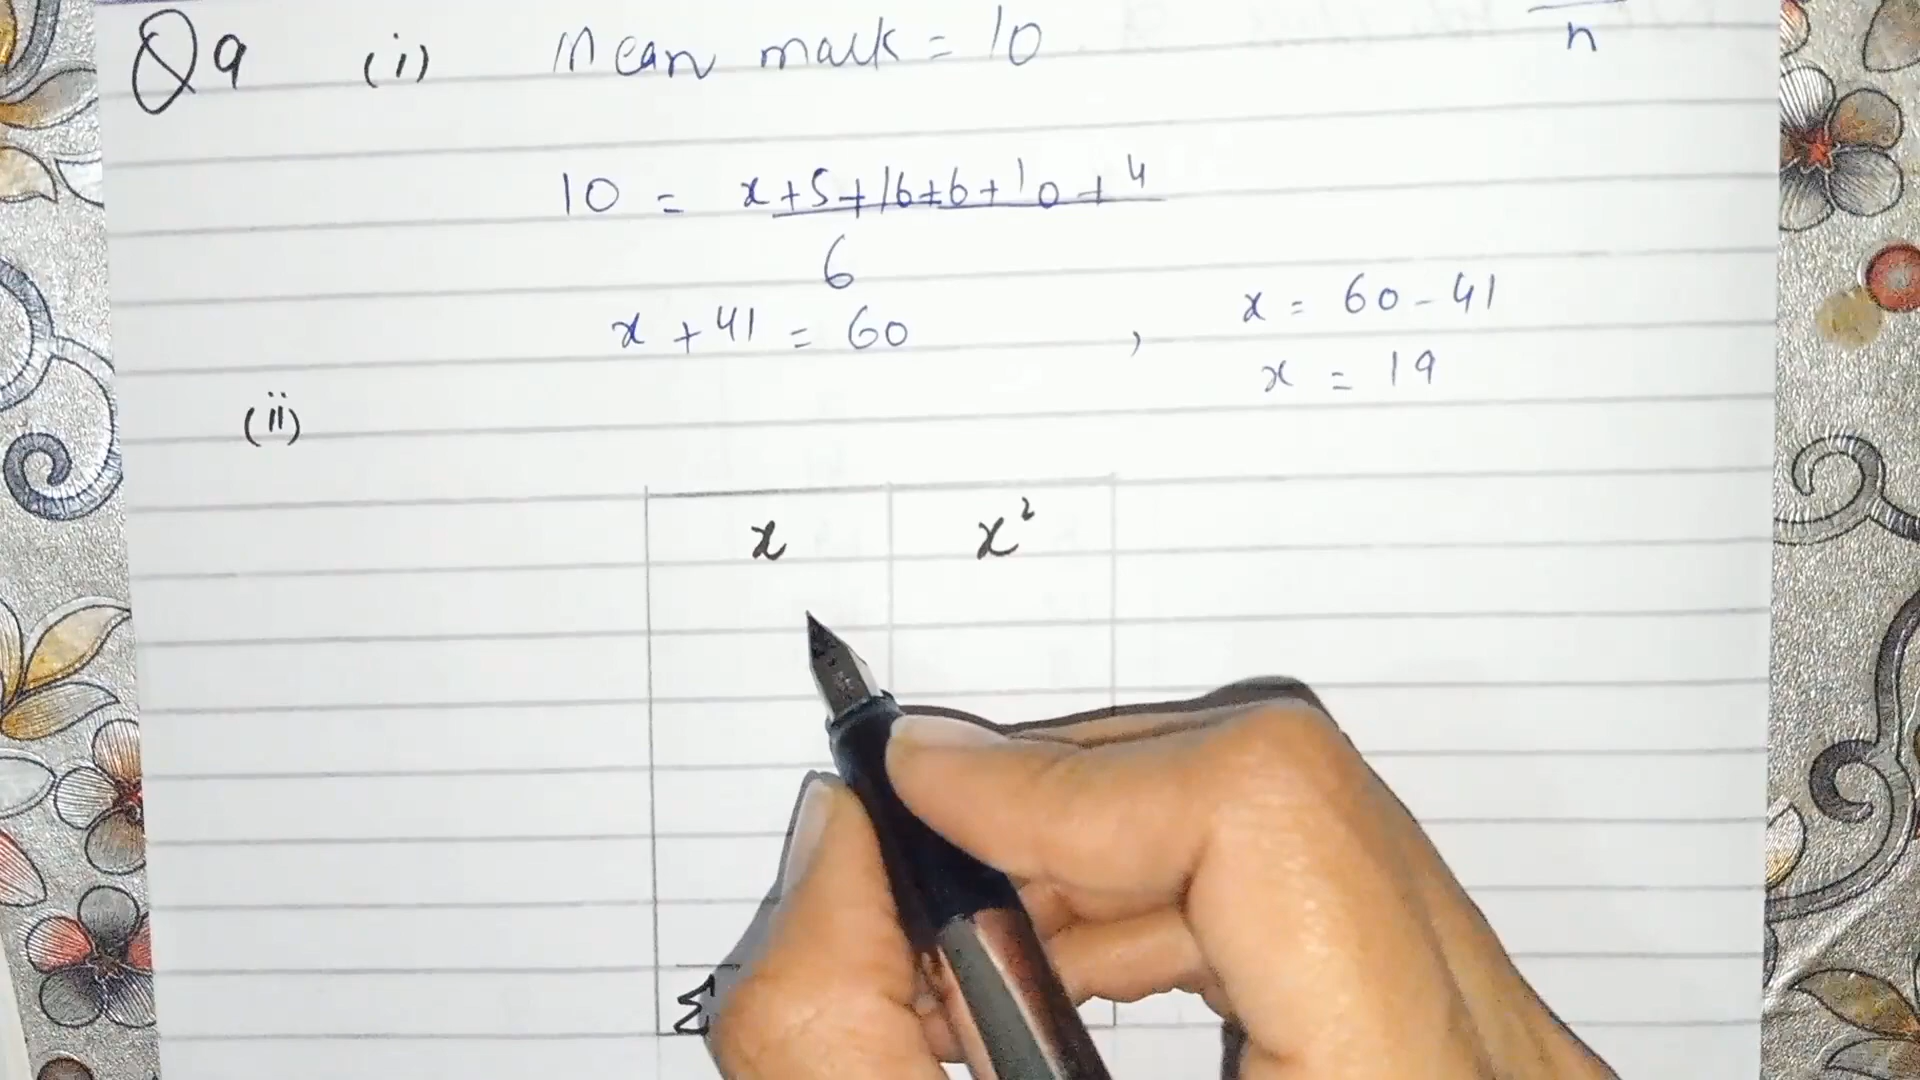 Q9 (i) Mean mark = 10
n
10 = x+5+16+6+10+4
6
x + 41 = 60 , x = 60 - 41
x = 19
(ii)
x x²
Σ